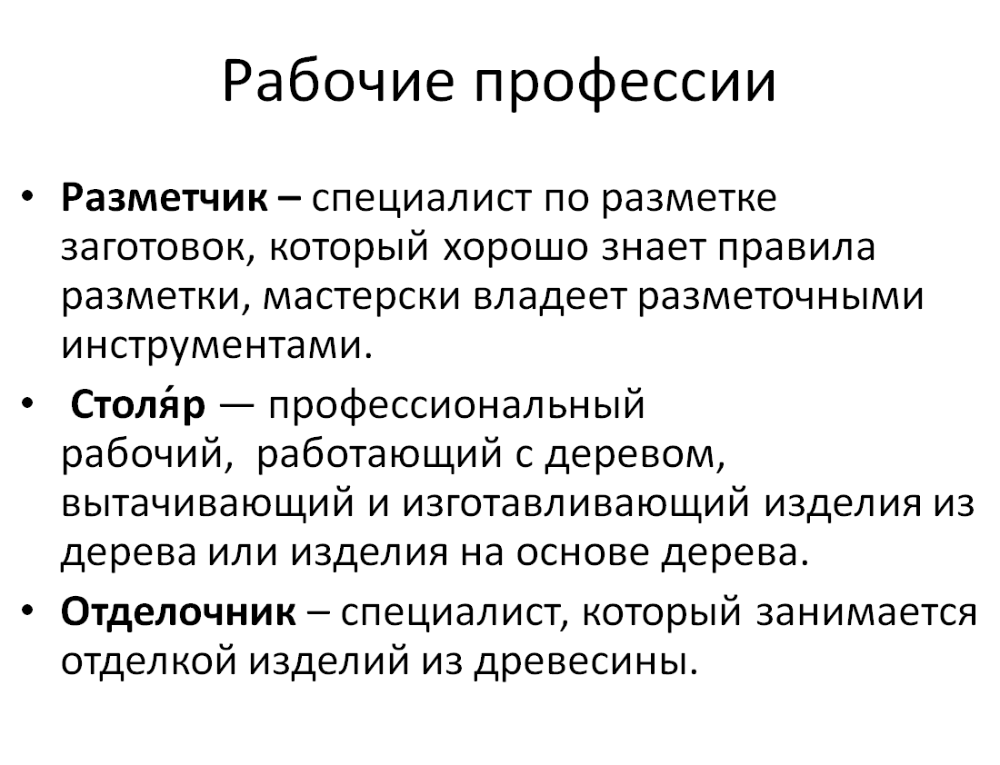 Рабочие профессии
• Разметчик – специалист по разметке
заготовок, который хорошо знает правила
разметки, мастерски владеет разметочными
инструментами.
• Столя́р — профессиональный
рабочий, работающий с деревом,
вытачивающий и изготавливающий изделия из
дерева или изделия на основе дерева.
• Отделочник – специалист, который занимается
отделкой изделий из древесины.